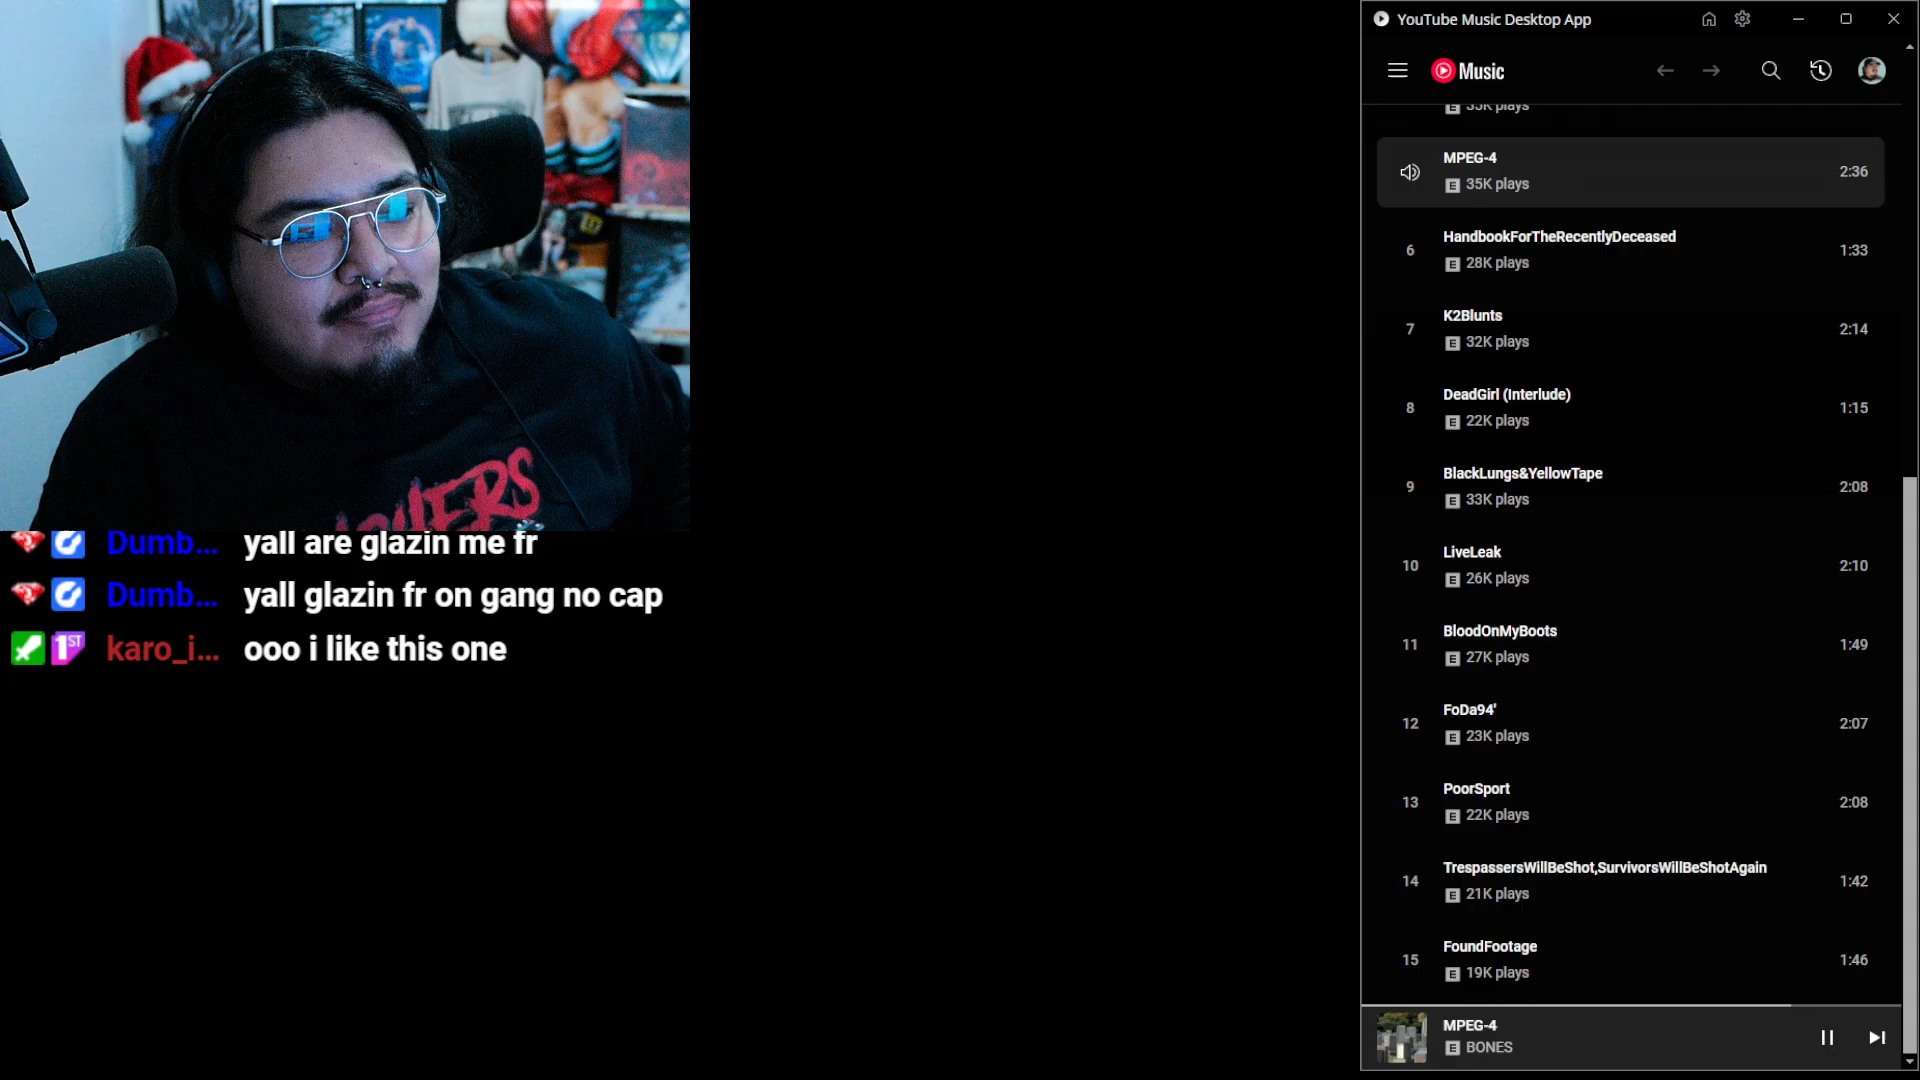 yall are glazin me fr
Dumb...
yall glazin fr on gang no cap
Dumb...
1ST karo_i... ooo i like this one
YouTube Music Desktop App
Music
E 35K plays
MPEG-4
E 35K plays
2:36
6
HandbookForTheRecentlyDeceased
E 28K plays
1:33
7
K2Blunts
E 32K plays
2:14
8
DeadGirl (Interlude)
E 22K plays
1:15
9
BlackLungs&YellowTape
E 33K plays
2:08
10
LiveLeak
E 26K plays
2:10
11
BloodOnMyBoots
E 27K plays
1:49
12
FoDa94'
E 23K plays
2:07
13
PoorSport
E 22K plays
2:08
14
TrespassersWillBeShot,SurvivorsWillBeShotAgain
E 21K plays
1:42
15
FoundFootage
E 19K plays
1:46
MPEG-4
E BONES